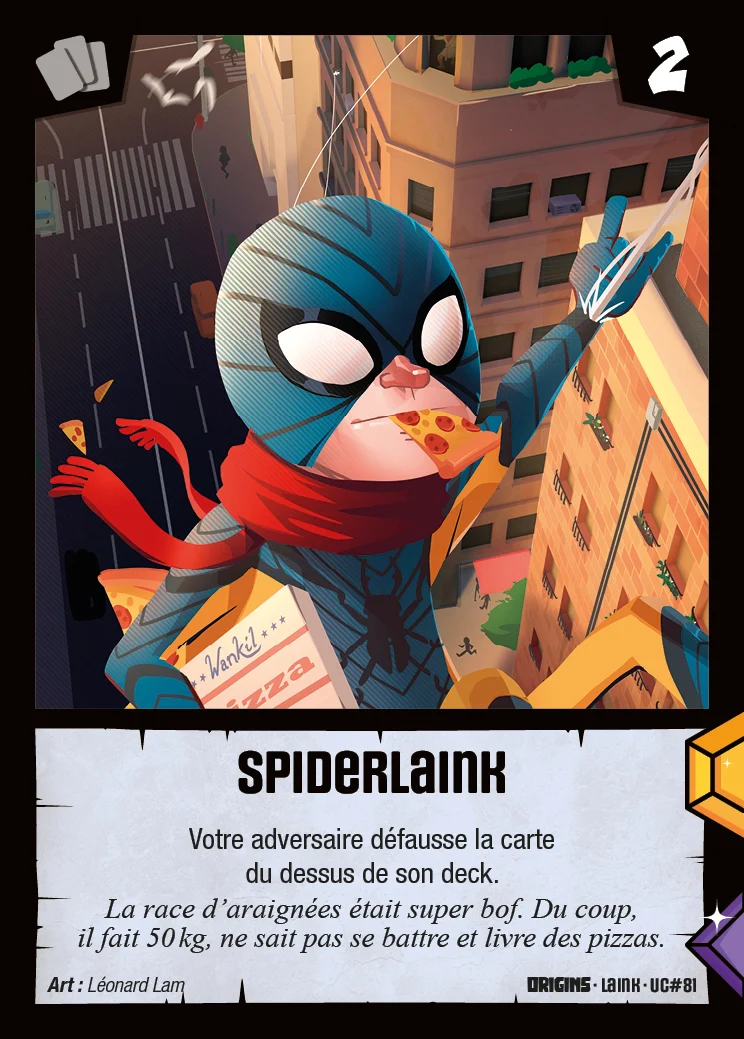 2
★★ Wankil ★★★
izza
SPIDERLAINK
Votre adversaire défausse la carte
du dessus de son deck.
La race d’araignées était super bof. Du coup,
il fait 50 kg, ne sait pas se battre et livre des pizzas.
Art : Léonard Lam
ORIGINS · LAINK · UC#81